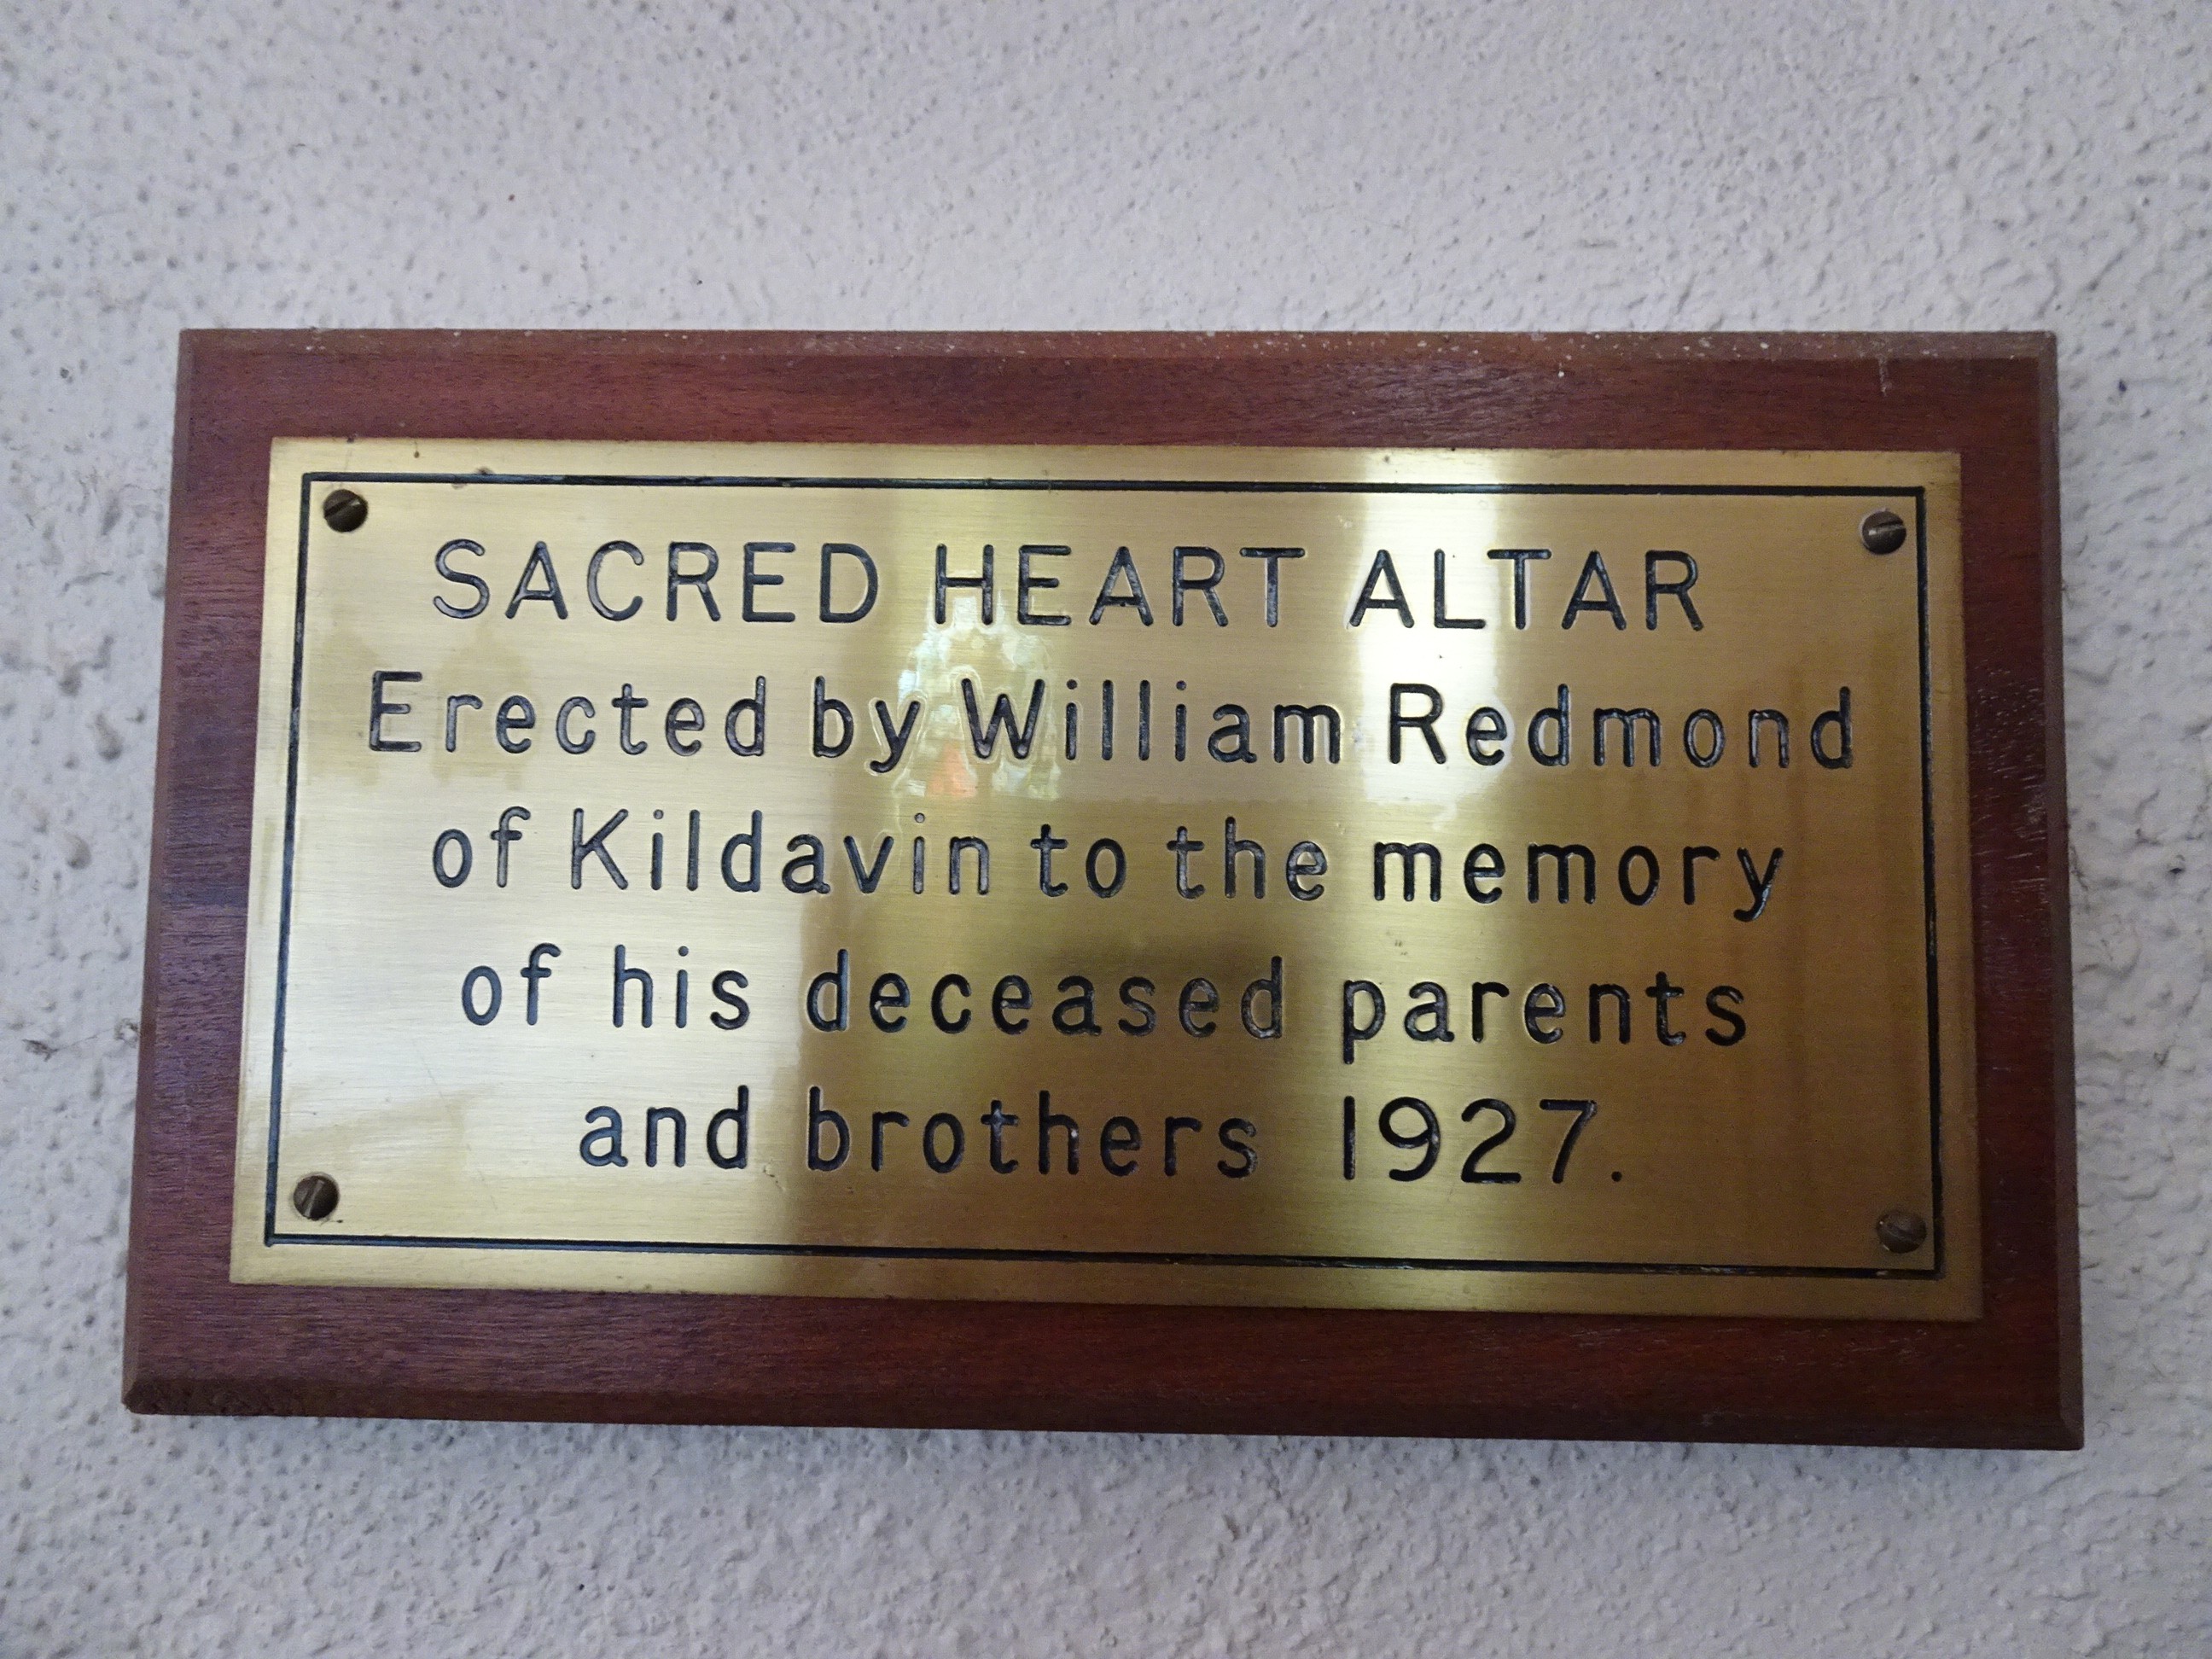 SACRED HEART ALTAR
Erected by William Redmond
of Kildavin to the memory
of his deceased parents
and brothers 1927.